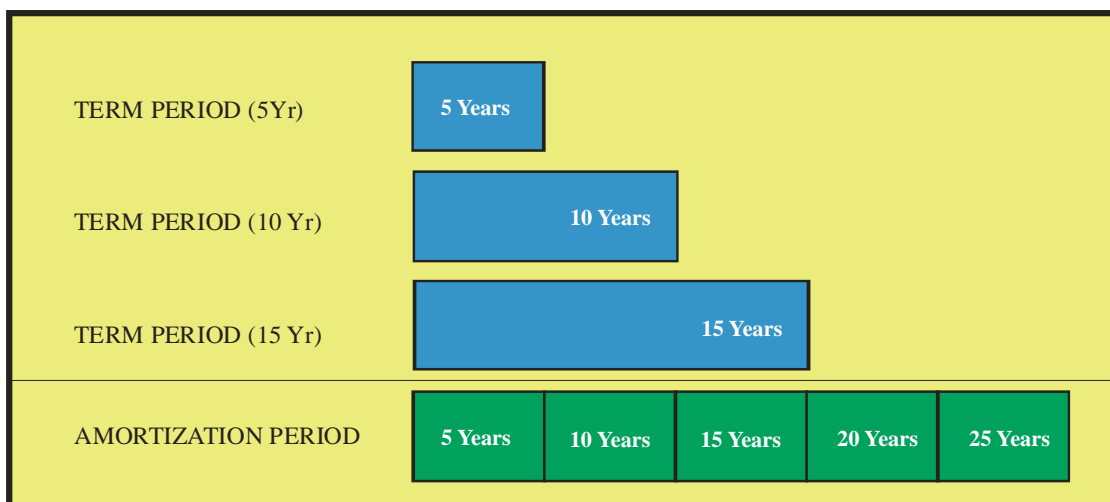 TERM PERIOD (5Yr) 5 Years
TERM PERIOD (10 Yr) 10 Years
TERM PERIOD (15 Yr) 15 Years
AMORTIZATION PERIOD 5 Years 10 Years 15 Years 20 Years 25 Years